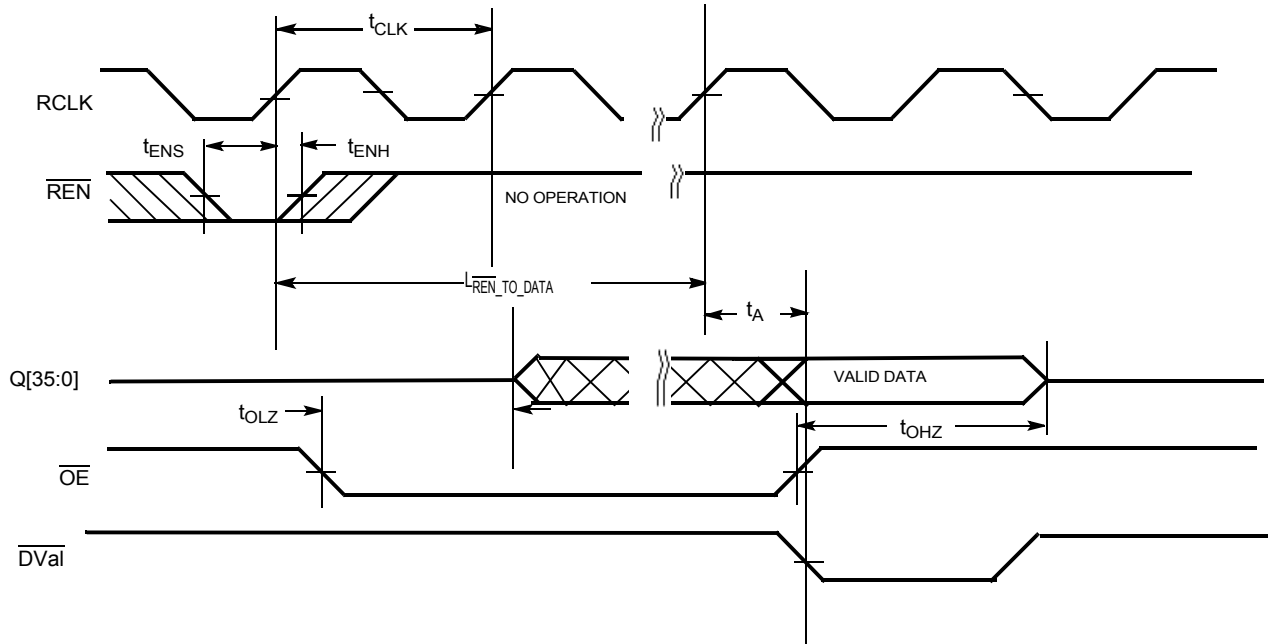 tCLK
RCLK
tENS
tENH
REN
NO OPERATION
LREN_TO_DATA
tA
Q[35:0]
VALID DATA
tOLZ
tOHZ
OE
DVal